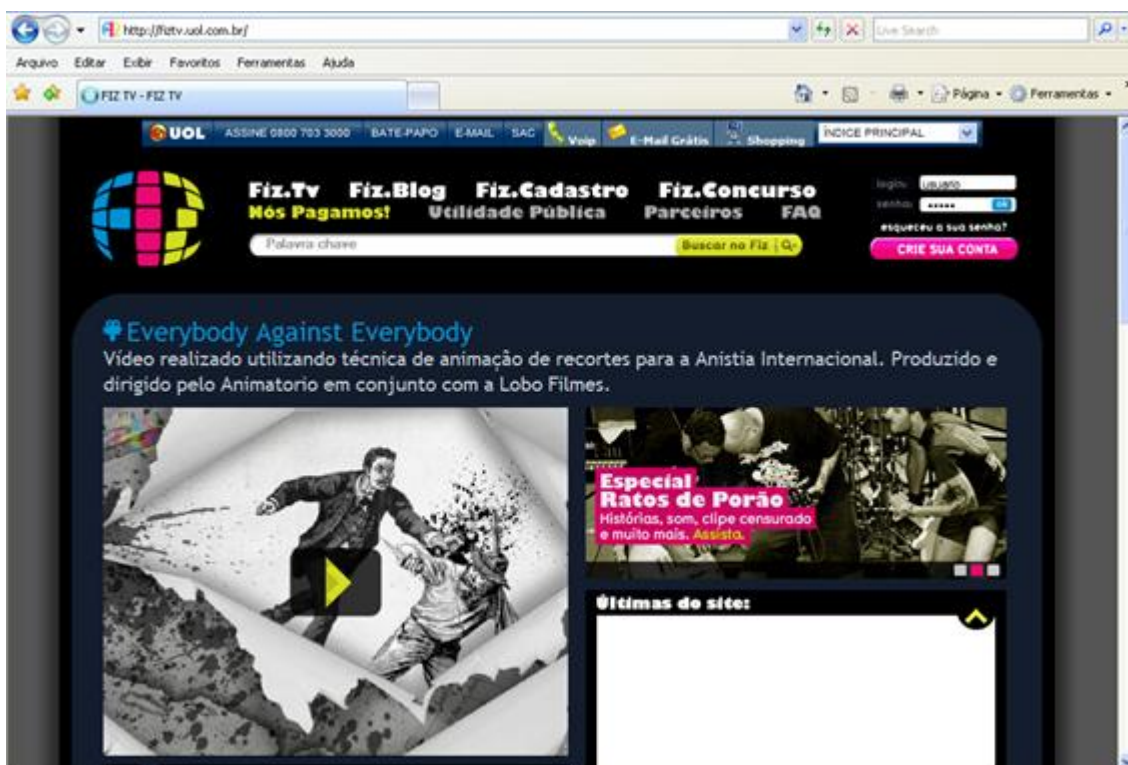 http://fiztv.uol.com.br/
Live Search
Arquivo Editar Exibir Favoritos Ferramentas Ajuda
FIZ TV - FIZ TV
Página Ferramentas
UOL ASSINE 0800 703 3000 BATE-PAPO E-MAIL SAC Voip E-Mail Grátis Shopping ÍNDICE PRINCIPAL
Fiz.Tv Fiz.Blog Fiz.Cadastro Fiz.Concurso
Nós Pagamos! Utilidade Pública Parceiros FAQ
Palavra chave Buscar no Fiz
login: usuario
senha: ••••• ok
esqueceu a sua senha?
CRIE SUA CONTA
Everybody Against Everybody
Vídeo realizado utilizando técnica de animação de recortes para a Anistia Internacional. Produzido e
dirigido pelo Animatorio em conjunto com a Lobo Filmes.
Especial
Ratos de Porão
Histórias, som, clipe censurado
e muito mais. Assista.
Últimas do site: